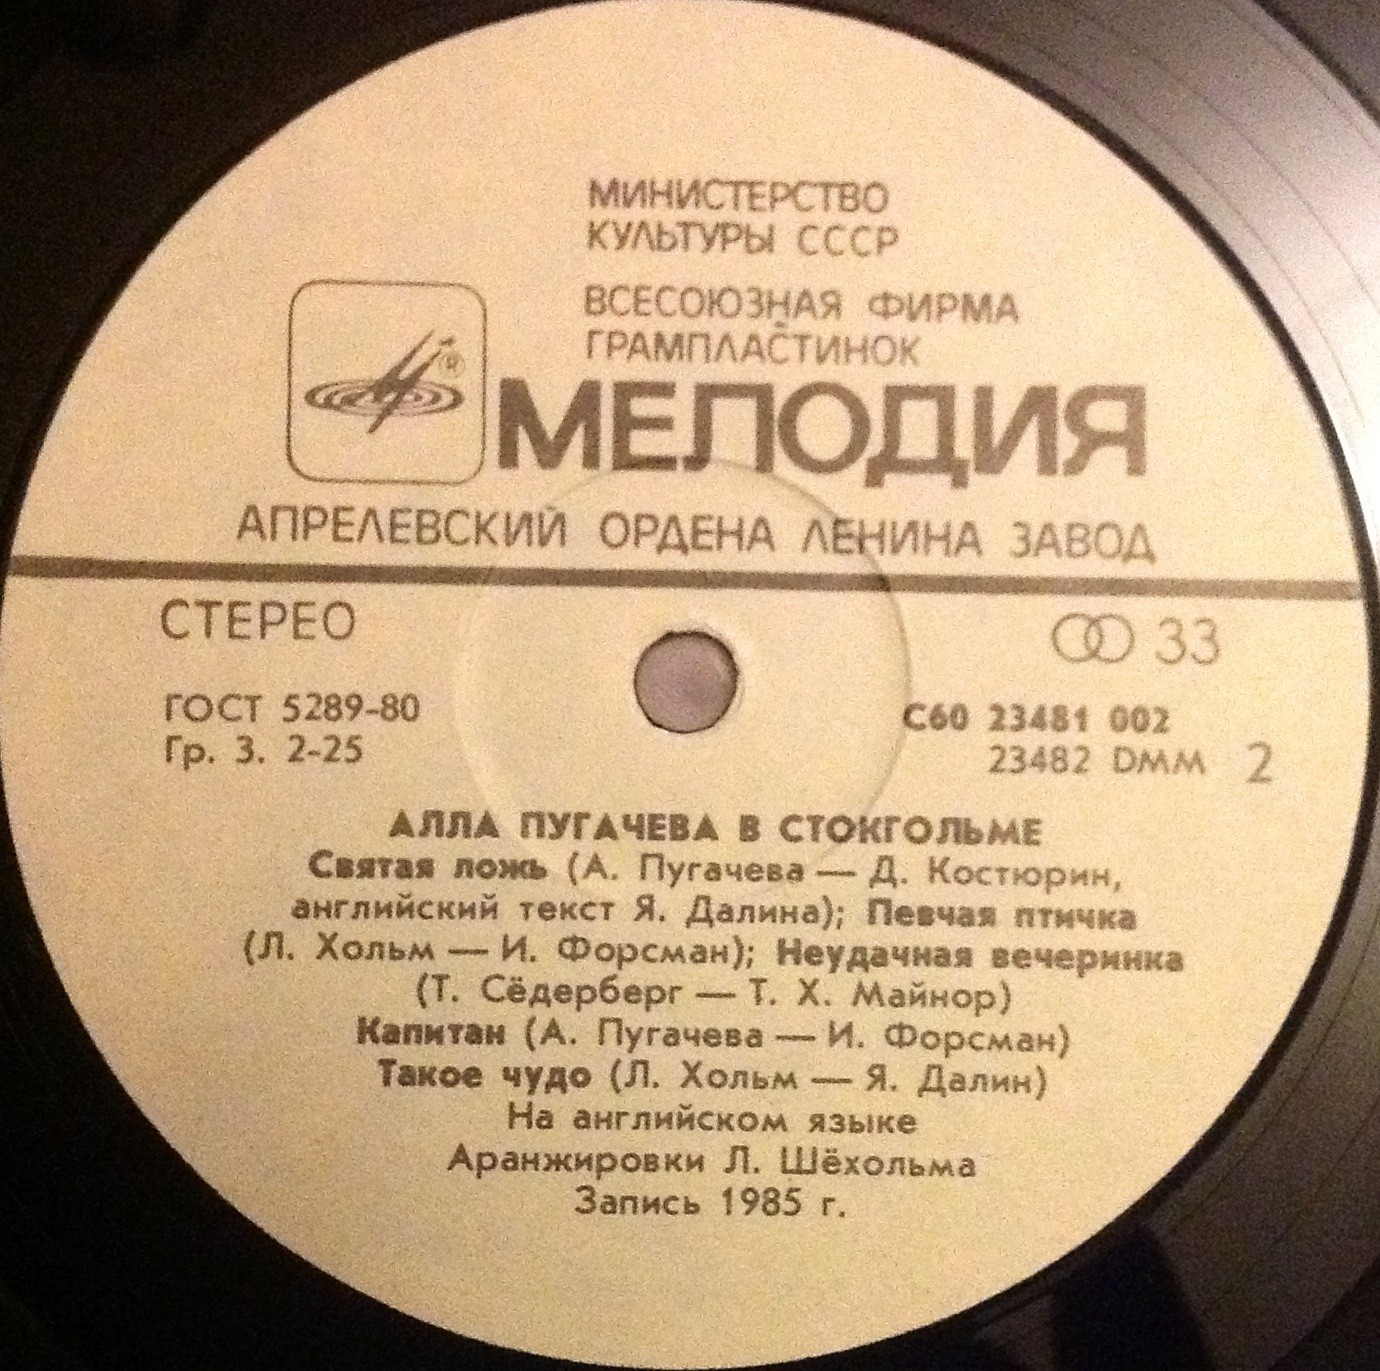 МИНИСТЕРСТВО
КУЛЬТУРЫ СССР
ВСЕСОЮЗНАЯ ФИРМА
ГРАМПЛАСТИНОК
®
МЕЛОДИЯ
АПРЕЛЕВСКИЙ ОРДЕНА ЛЕНИНА ЗАВОД
СТЕРЕО
33
ГОСТ 5289-80
Гр. 3. 2-25
С60 23481 002
23482 DMM 2
АЛЛА ПУГАЧЕВА В СТОКГОЛЬМЕ
Святая ложь (А. Пугачева — Д. Костюрин,
английский текст Я. Далина); Певчая птичка
(Л. Хольм — И. Форсман); Неудачная вечеринка
(Т. Сёдерберг — Т. Х. Майнор)
Капитан (А. Пугачева — И. Форсман)
Такое чудо (Л. Хольм — Я. Далин)
На английском языке
Аранжировки Л. Шёхольма
Запись 1985 г.